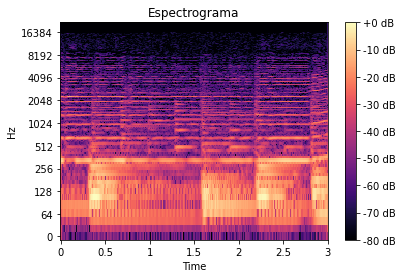 Espectrograma
16384
8192
4096
2048
1024
512
256
128
64
0
Hz
0
0.5
1
1.5
2
2.5
3
Time
+0 dB
-10 dB
-20 dB
-30 dB
-40 dB
-50 dB
-60 dB
-70 dB
-80 dB